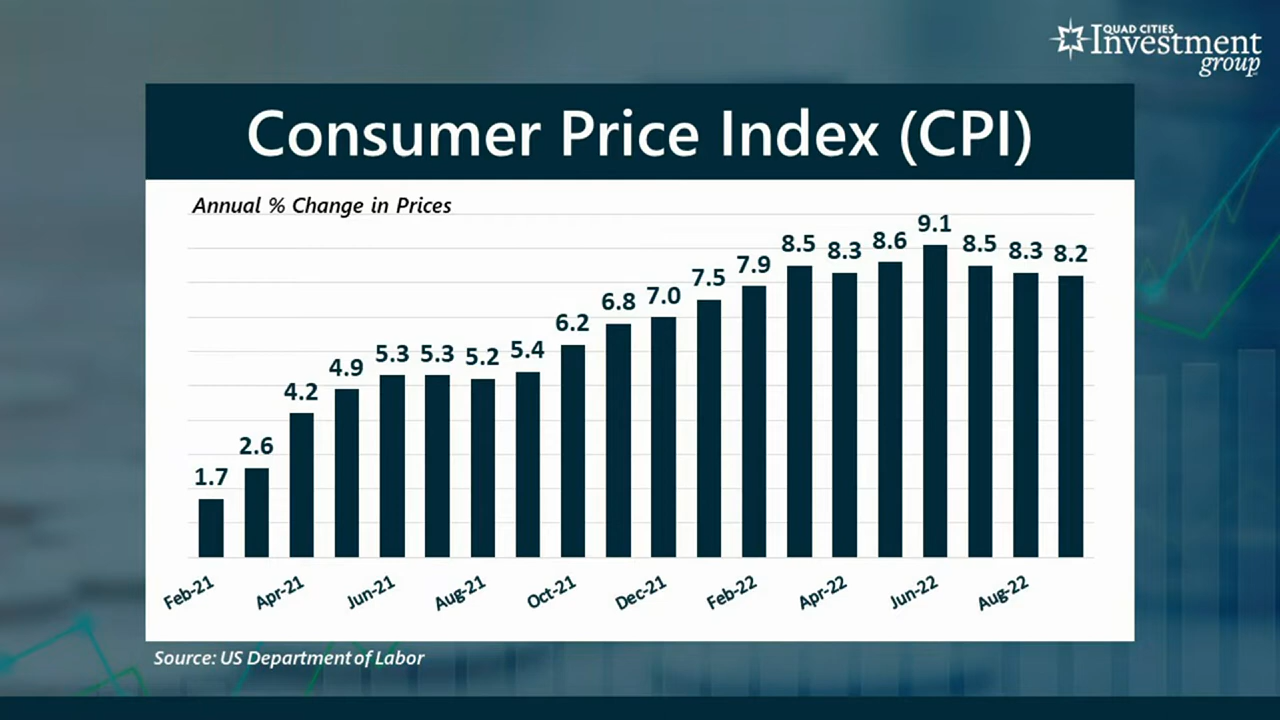 QUAD CITIES
Investment
group
Consumer Price Index (CPI)
Annual % Change in Prices
1.7
2.6
4.2
4.9
5.3
5.3
5.2
5.4
6.2
6.8
7.0
7.5
7.9
8.5
8.3
8.6
9.1
8.5
8.3
8.2
Feb-21
Apr-21
Jun-21
Aug-21
Oct-21
Dec-21
Feb-22
Apr-22
Jun-22
Aug-22
Source: US Department of Labor